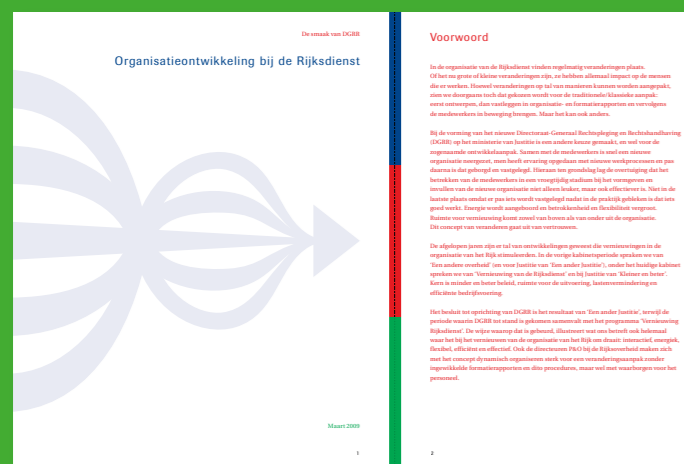 De smaak van DGRR
Organisatieontwikkeling bij de Rijksdienst
Maart 2009
1
Voorwoord
In de organisatie van de Rijksdienst vinden regelmatig veranderingen plaats.
Of het nu grote of kleine veranderingen zijn, ze hebben allemaal impact op de mensen
die er werken. Hoewel veranderingen op tal van manieren kunnen worden aangepakt,
zien we doorgaans toch dat gekozen wordt voor de traditionele/klassieke aanpak:
eerst ontwerpen, dan vastleggen in organisatie- en formatierapporten en vervolgens
de medewerkers in beweging brengen. Maar het kan ook anders.
Bij de vorming van het nieuwe Directoraat-Generaal Rechtspleging en Rechtshandhaving
(DGRR) op het ministerie van Justitie is een andere keuze gemaakt, en wel voor de
zogenaamde ontwikkelaanpak. Samen met de medewerkers is snel een nieuwe
organisatie neergezet, men heeft ervaring opgedaan met nieuwe werkprocessen en pas
daarna is dat geborgd en vastgelegd. Hieraan ten grondslag lag de overtuiging dat het
betrekken van de medewerkers in een vroegtijdig stadium bij het vormgeven en
invullen van de nieuwe organisatie niet alleen leuker, maar ook effectiever is. Niet in de
laatste plaats omdat er pas iets wordt vastgelegd nadat in de praktijk gebleken is dat iets
goed werkt. Energie wordt aangeboord en betrokkenheid en flexibiliteit vergroot.
Ruimte voor vernieuwing komt zowel van boven als van onder uit de organisatie.
Dit concept van veranderen gaat uit van vertrouwen.
De afgelopen jaren zijn er tal van ontwikkelingen geweest die vernieuwingen in de
organisatie van het Rijk stimuleerden. In de vorige kabinetsperiode spraken we van
'Een andere overheid' (en voor Justitie van 'Een ander Justitie'), onder het huidige kabinet
spreken we van 'Vernieuwing van de Rijksdienst' en bij Justitie van 'Kleiner en beter'.
Kern is minder en beter beleid, ruimte voor de uitvoering, lastenvermindering en
efficiënte bedrijfsvoering.
Het besluit tot oprichting van DGRR is het resultaat van 'Een ander Justitie', terwijl de
periode waarin DGRR tot stand is gekomen samenvalt met het programma 'Vernieuwing
Rijksdienst'. De wijze waarop dat is gebeurd, illustreert wat ons betreft ook helemaal
waar het bij het vernieuwen van de organisatie van het Rijk om draait: interactief, energiek,
flexibel, efficiënt en effectief. Ook de directeuren P&O bij de Rijksoverheid maken zich
met het concept dynamisch organiseren sterk voor een veranderingsaanpak zonder
ingewikkelde formatierapporten en dito procedures, maar wel met waarborgen voor het
personeel.
2